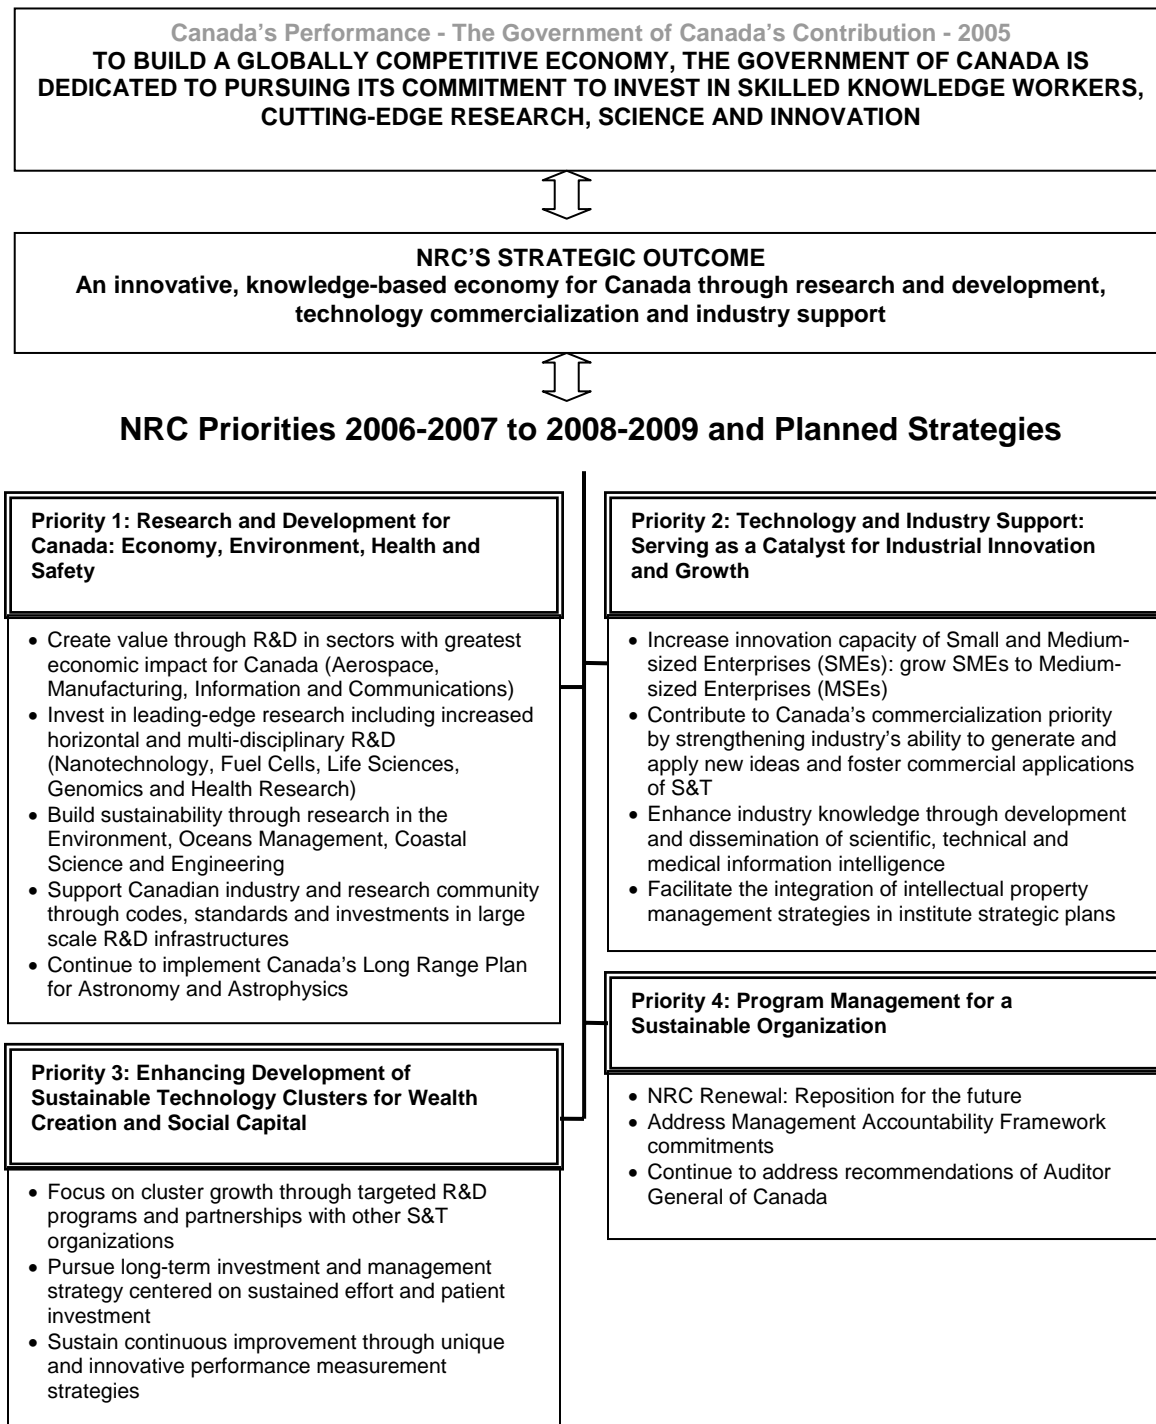 Canada's Performance - The Government of Canada's Contribution - 2005
TO BUILD A GLOBALLY COMPETITIVE ECONOMY, THE GOVERNMENT OF CANADA IS
DEDICATED TO PURSUING ITS COMMITMENT TO INVEST IN SKILLED KNOWLEDGE WORKERS,
CUTTING-EDGE RESEARCH, SCIENCE AND INNOVATION
NRC'S STRATEGIC OUTCOME
An innovative, knowledge-based economy for Canada through research and development,
technology commercialization and industry support
NRC Priorities 2006-2007 to 2008-2009 and Planned Strategies
Priority 1: Research and Development for
Canada: Economy, Environment, Health and
Safety
• Create value through R&D in sectors with greatest
economic impact for Canada (Aerospace,
Manufacturing, Information and Communications)
• Invest in leading-edge research including increased
horizontal and multi-disciplinary R&D
(Nanotechnology, Fuel Cells, Life Sciences,
Genomics and Health Research)
• Build sustainability through research in the
Environment, Oceans Management, Coastal
Science and Engineering
• Support Canadian industry and research community
through codes, standards and investments in large
scale R&D infrastructures
• Continue to implement Canada's Long Range Plan
for Astronomy and Astrophysics
Priority 2: Technology and Industry Support:
Serving as a Catalyst for Industrial Innovation
and Growth
• Increase innovation capacity of Small and Medium-
sized Enterprises (SMEs): grow SMEs to Medium-
sized Enterprises (MSEs)
• Contribute to Canada's commercialization priority
by strengthening industry's ability to generate and
apply new ideas and foster commercial applications
of S&T
• Enhance industry knowledge through development
and dissemination of scientific, technical and
medical information intelligence
• Facilitate the integration of intellectual property
management strategies in institute strategic plans
Priority 3: Enhancing Development of
Sustainable Technology Clusters for Wealth
Creation and Social Capital
• Focus on cluster growth through targeted R&D
programs and partnerships with other S&T
organizations
• Pursue long-term investment and management
strategy centered on sustained effort and patient
investment
• Sustain continuous improvement through unique
and innovative performance measurement
strategies
Priority 4: Program Management for a
Sustainable Organization
• NRC Renewal: Reposition for the future
• Address Management Accountability Framework
commitments
• Continue to address recommendations of Auditor
General of Canada